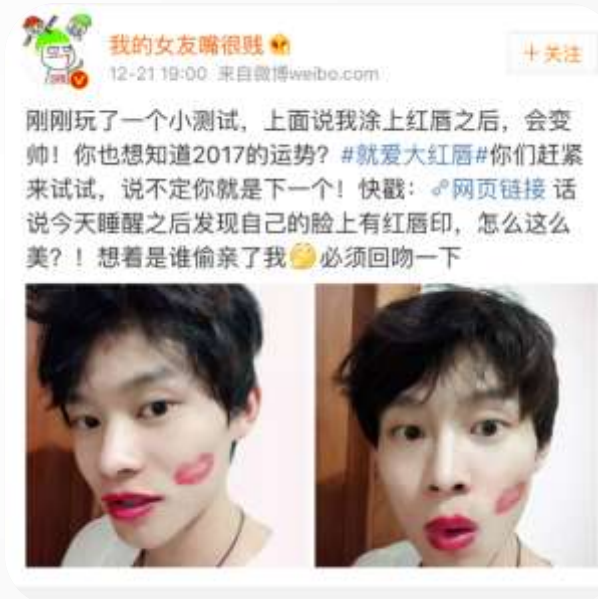 我的女友嘴很贱
12-21 19:00 来自微博weibo.com
+关注
刚刚玩了一个小测试，上面说我涂上红唇之后，会变
帅！你也想知道2017的运势？#就爱大红唇#你们赶紧
来试试，说不定你就是下一个！快戳：网页链接 话
说今天睡醒之后发现自己的脸上有红唇印，怎么这么
美？！想着是谁偷亲了我🤔必须回吻一下